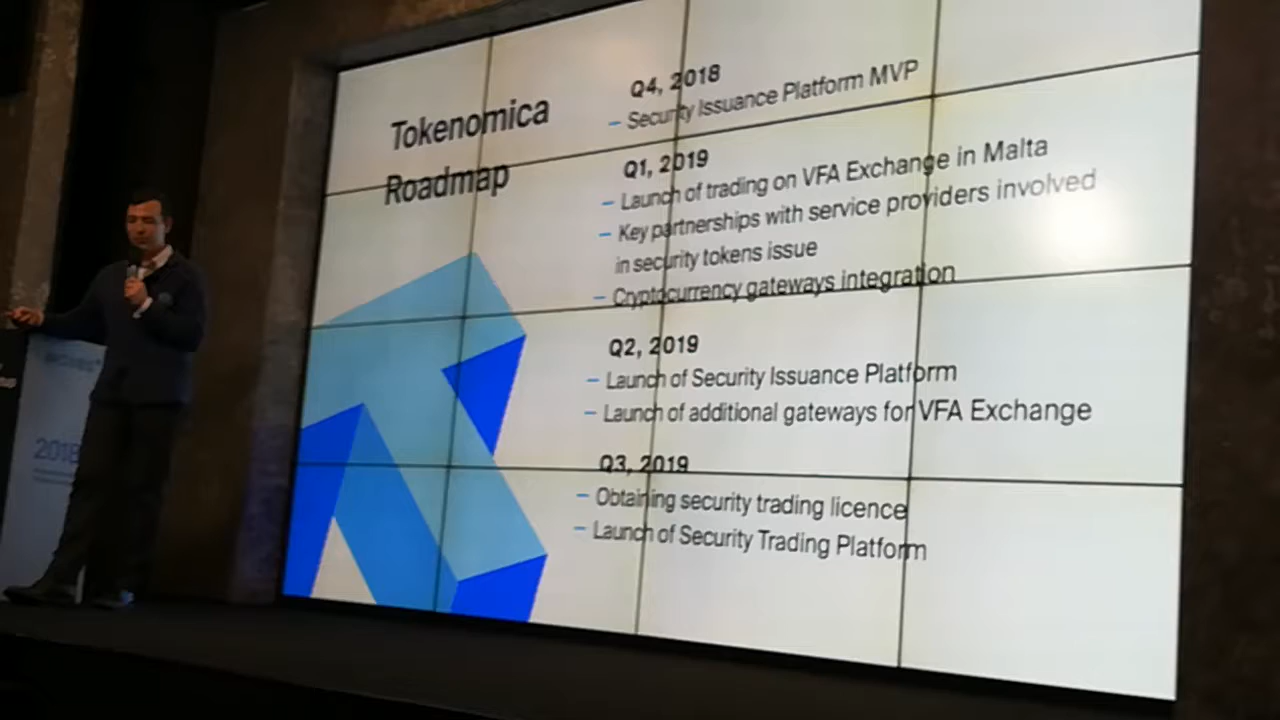 Tokenomica
Roadmap
Q4, 2018
– Security Issuance Platform MVP
Q1, 2019
– Launch of trading on VFA Exchange in Malta
– Key partnerships with service providers involved
in security tokens issue
– Cryptocurrency gateways integration
Q2, 2019
– Launch of Security Issuance Platform
– Launch of additional gateways for VFA Exchange
Q3, 2019
– Obtaining security trading licence
– Launch of Security Trading Platform
2018